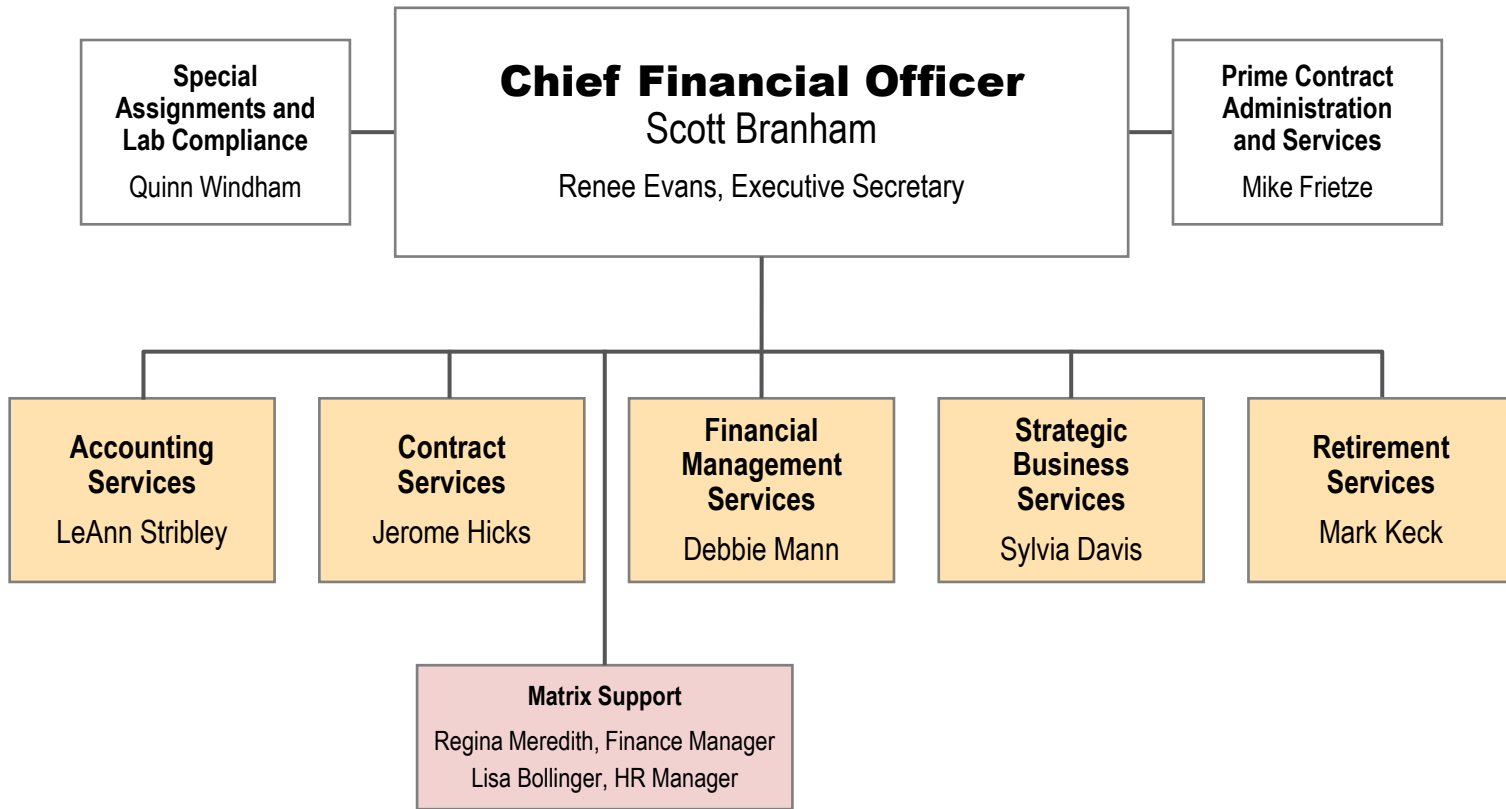 Special
Assignments and
Lab Compliance
Quinn Windham
Chief Financial Officer
Scott Branham
Renee Evans, Executive Secretary
Prime Contract
Administration
and Services
Mike Frietze
Accounting
Services
LeAnn Stribley
Contract
Services
Jerome Hicks
Financial
Management
Services
Debbie Mann
Strategic
Business
Services
Sylvia Davis
Retirement
Services
Mark Keck
Matrix Support
Regina Meredith, Finance Manager
Lisa Bollinger, HR Manager